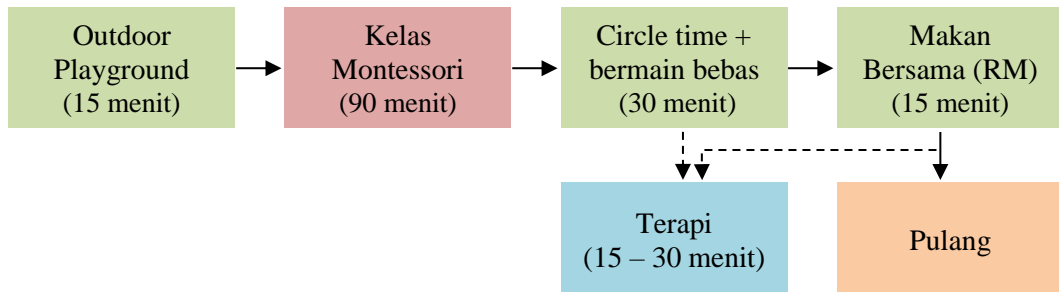 Outdoor
Playground
(15 menit)
Kelas
Montessori
(90 menit)
Circle time +
bermain bebas
(30 menit)
Makan
Bersama (RM)
(15 menit)
Terapi
(15 – 30 menit)
Pulang